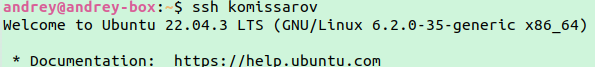 andrey@andrey-box:~$ ssh komissarov
Welcome to Ubuntu 22.04.3 LTS (GNU/Linux 6.2.0-35-generic x86_64)
* Documentation:  https://help.ubuntu.com